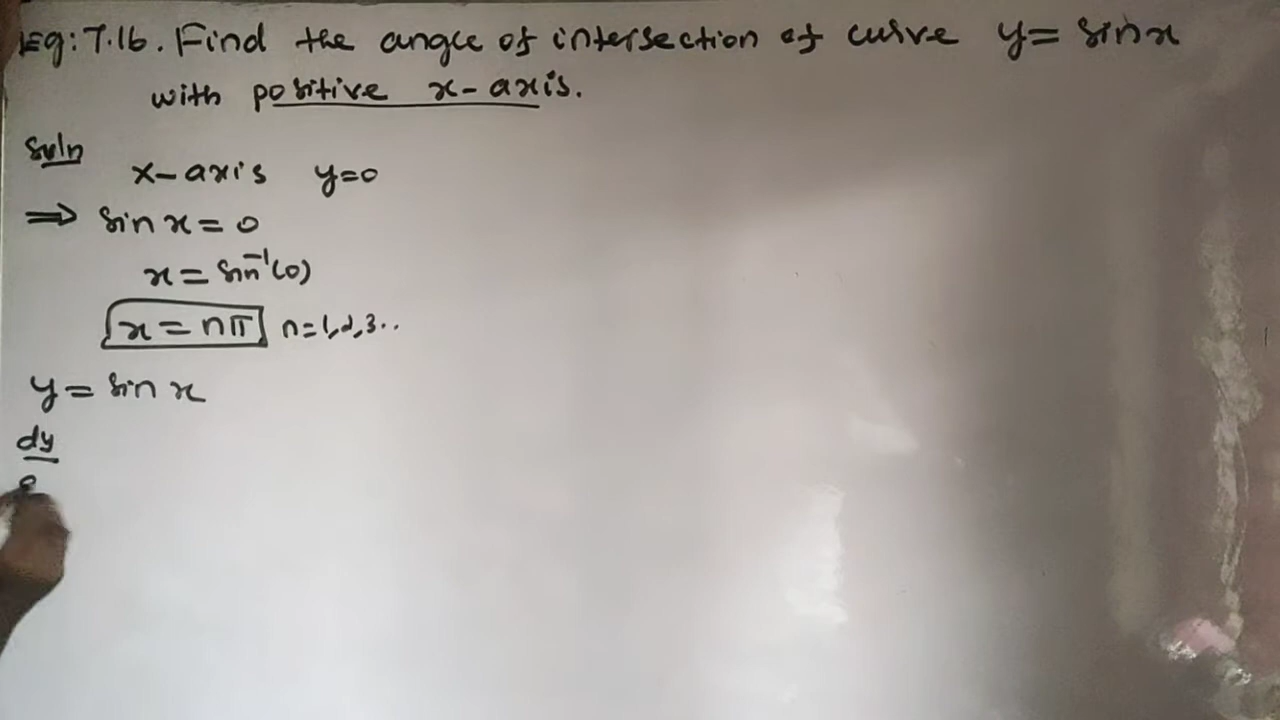 Eg: 7.16. Find the angle of intersection of curve y = sin x
with positive x-axis.
Soln
x-axis y=0
⇒ sin x = 0
x = sin⁻¹(0)
x = nπ n=1,2,3..
y = sin x
dy